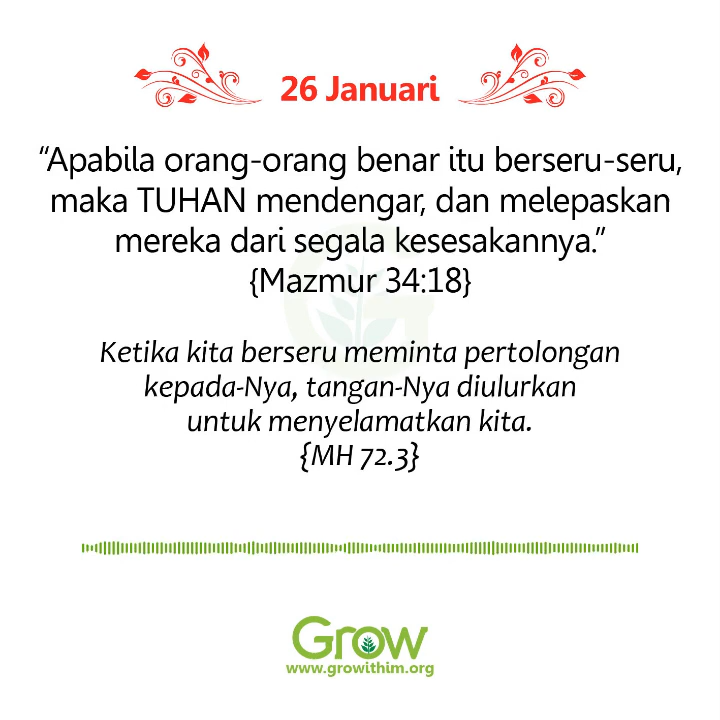 26 Januari
“Apabila orang-orang benar itu berseru-seru,
maka TUHAN mendengar, dan melepaskan
mereka dari segala kesesakannya.”
{Mazmur 34:18}
Ketika kita berseru meminta pertolongan
kepada-Nya, tangan-Nya diulurkan
untuk menyelamatkan kita.
{MH 72.3}
Grow
www.growithim.org